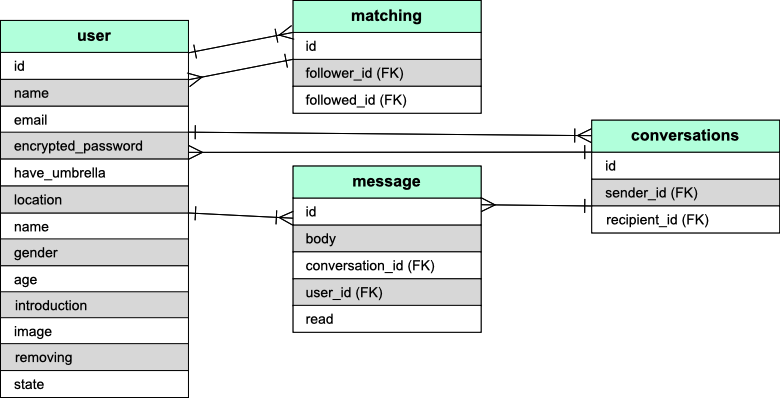 user
id
name
email
encrypted_password
have_umbrella
location
name
gender
age
introduction
image
removing
state
matching
id
follower_id (FK)
followed_id (FK)
message
id
body
conversation_id (FK)
user_id (FK)
read
conversations
id
sender_id (FK)
recipient_id (FK)